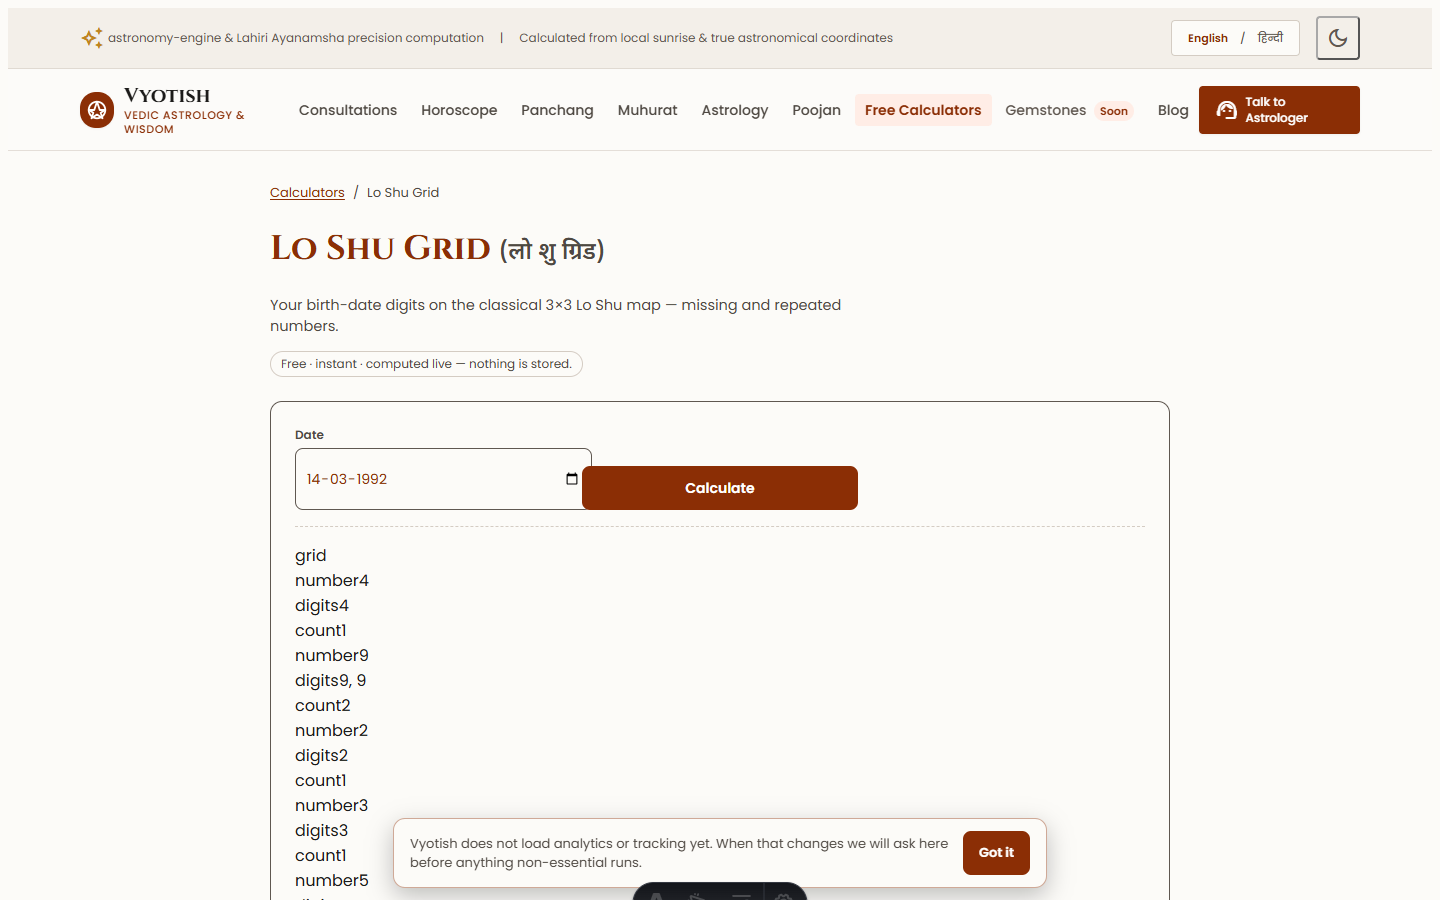 astronomy-engine & Lahiri Ayanamsha precision computation | Calculated from local sunrise & true astronomical coordinates
English / हिन्दी
Vyotish
VEDIC ASTROLOGY &
WISDOM
Consultations Horoscope Panchang Muhurat Astrology Poojan Free Calculators Gemstones Soon Blog
Talk to
Astrologer
Calculators / Lo Shu Grid
Lo Shu Grid (लो शु ग्रिड)
Your birth-date digits on the classical 3×3 Lo Shu map — missing and repeated
numbers.
Free · instant · computed live — nothing is stored.
Date
14-03-1992
Calculate
grid
number4
digits4
count1
number9
digits9, 9
count2
number2
digits2
count1
number3
digits3
count1
number5
Vyotish does not load analytics or tracking yet. When that changes we will ask here
before anything non-essential runs.
Got it